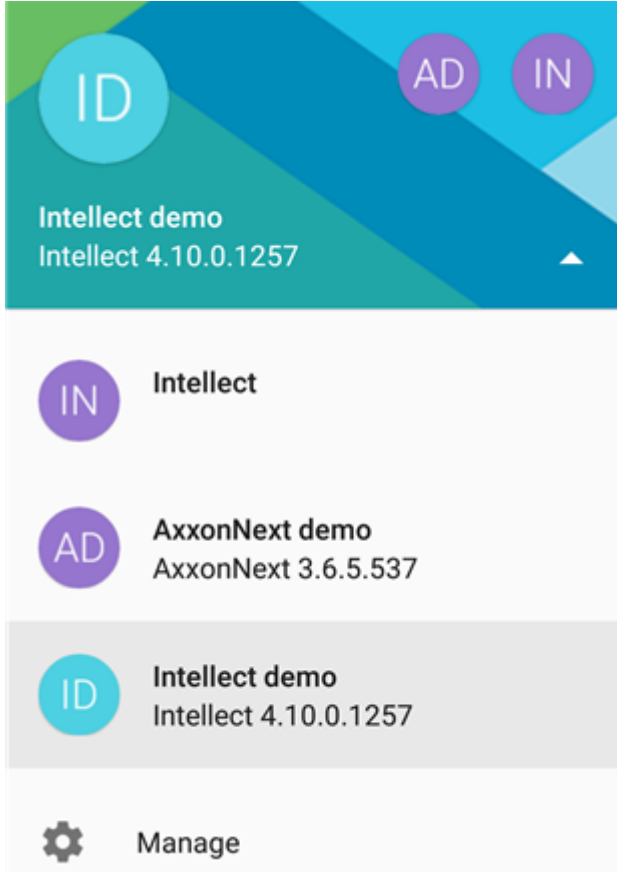 ID
AD
IN
Intellect demo
Intellect 4.10.0.1257
IN
Intellect
AD
AxxonNext demo
AxxonNext 3.6.5.537
ID
Intellect demo
Intellect 4.10.0.1257
Manage